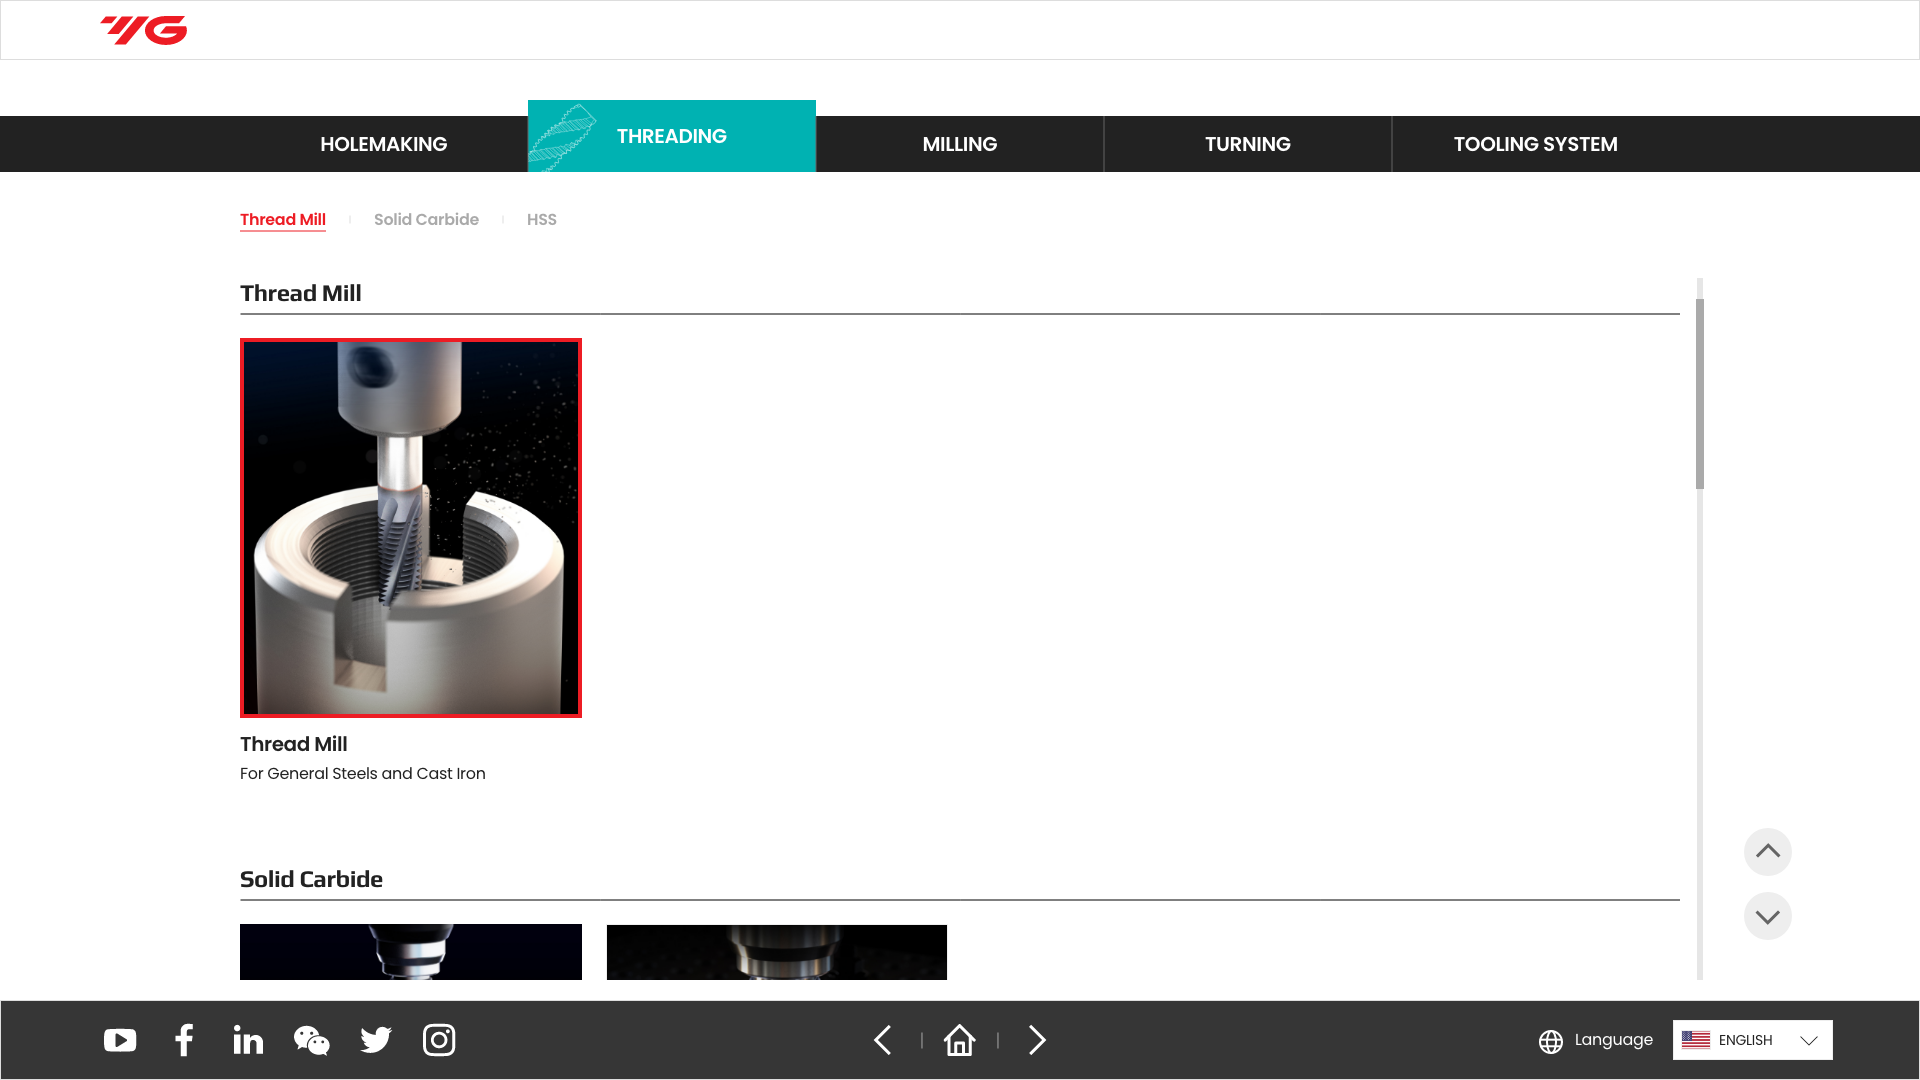 YG
HOLEMAKING
THREADING
MILLING
TURNING
TOOLING SYSTEM
Thread Mill
Solid Carbide
HSS
Thread Mill
Thread Mill
For General Steels and Cast Iron
Solid Carbide
Language
ENGLISH